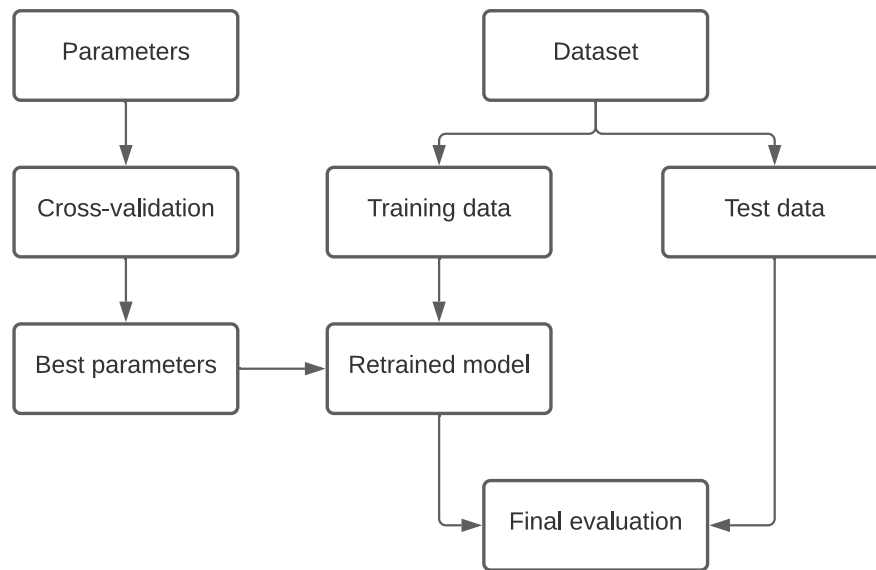 Parameters
Dataset
Cross-validation
Training data
Test data
Best parameters
Retrained model
Final evaluation